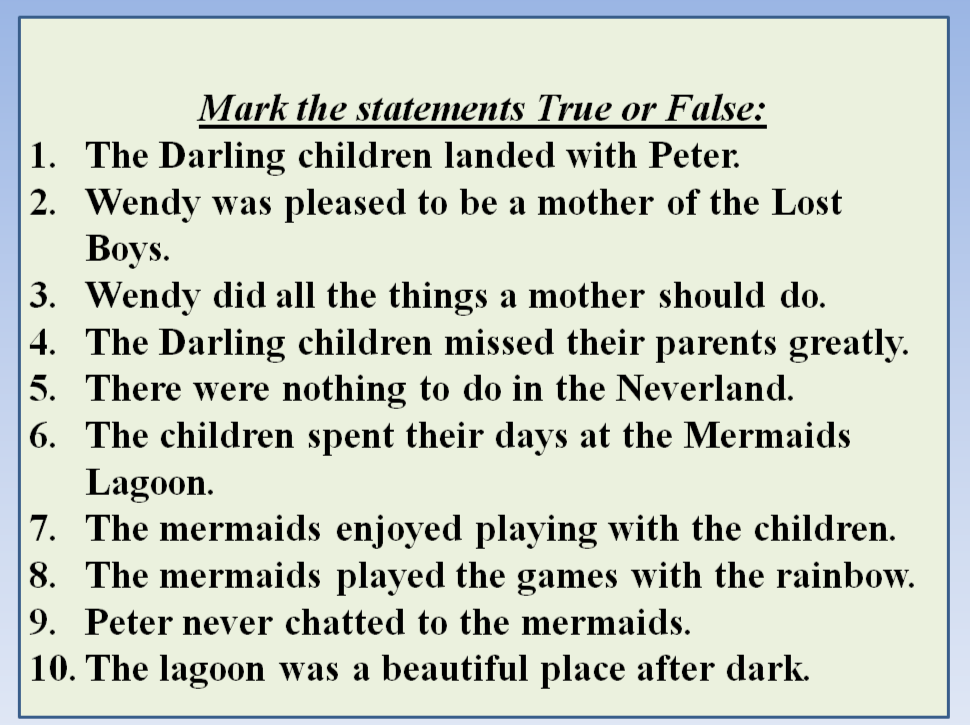 Mark the statements True or False:
1. The Darling children landed with Peter.
2. Wendy was pleased to be a mother of the Lost
Boys.
3. Wendy did all the things a mother should do.
4. The Darling children missed their parents greatly.
5. There were nothing to do in the Neverland.
6. The children spent their days at the Mermaids
Lagoon.
7. The mermaids enjoyed playing with the children.
8. The mermaids played the games with the rainbow.
9. Peter never chatted to the mermaids.
10. The lagoon was a beautiful place after dark.